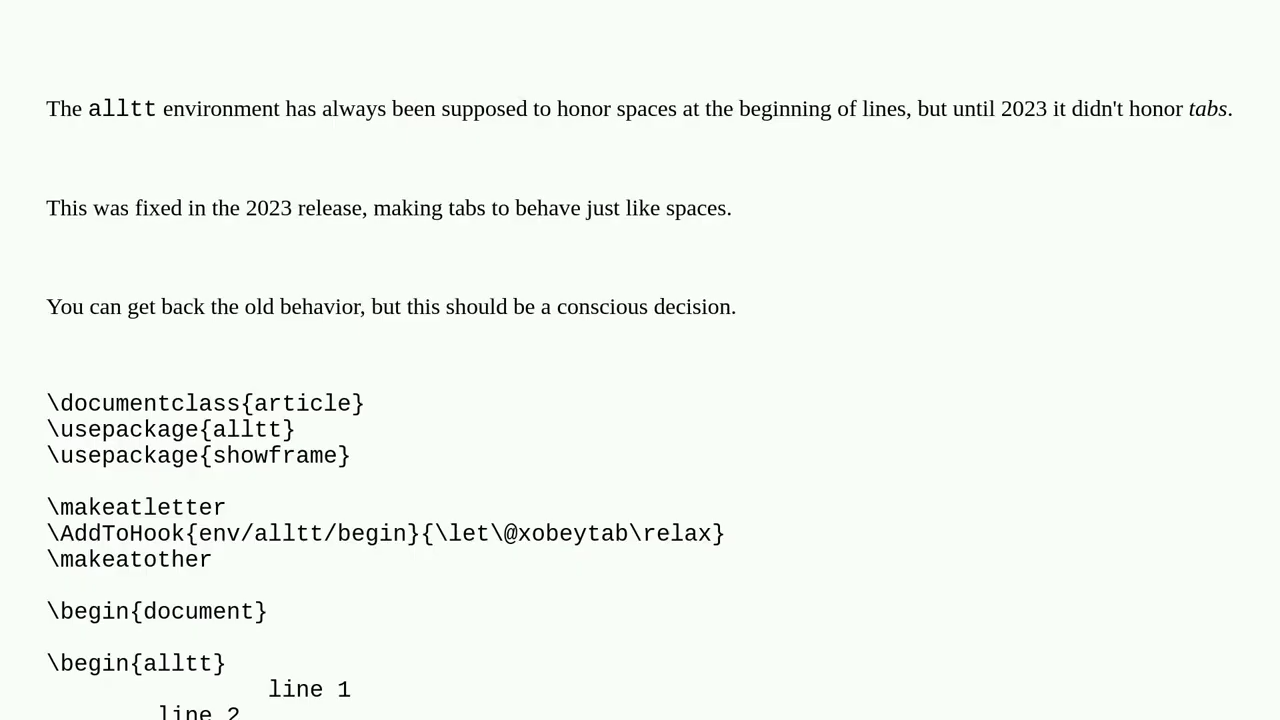 The alltt environment has always been supposed to honor spaces at the beginning of lines, but until 2023 it didn't honor tabs.
This was fixed in the 2023 release, making tabs to behave just like spaces.
You can get back the old behavior, but this should be a conscious decision.
\documentclass{article}
\usepackage{alltt}
\usepackage{showframe}
\makeatletter
\AddToHook{env/alltt/begin}{\let\@xobeytab\relax}
\makeatother
\begin{document}
\begin{alltt}
                line 1
        line 2